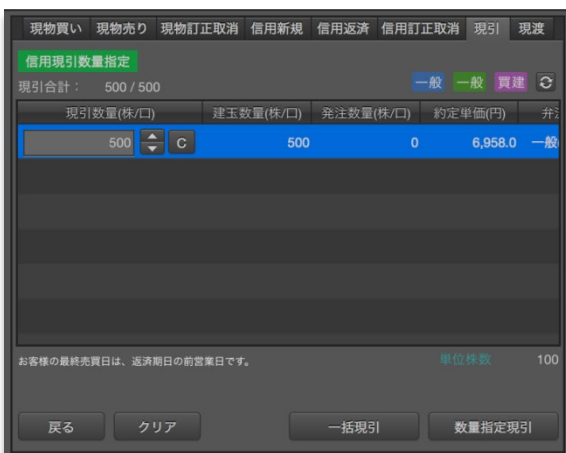 現物買い 現物売り 現物訂正取消 信用新規 信用返済 信用訂正取消 現引 現渡
信用現引数量指定
現引合計： 500 / 500 一般 一般 買建
現引数量(株/口) 建玉数量(株/口) 発注数量(株/口) 約定単価(円) 弁
500 C 500 0 6,958.0 一般
お客様の最終売買日は、返済期日の前営業日です。 単位株数 100
戻る クリア 一括現引 数量指定現引